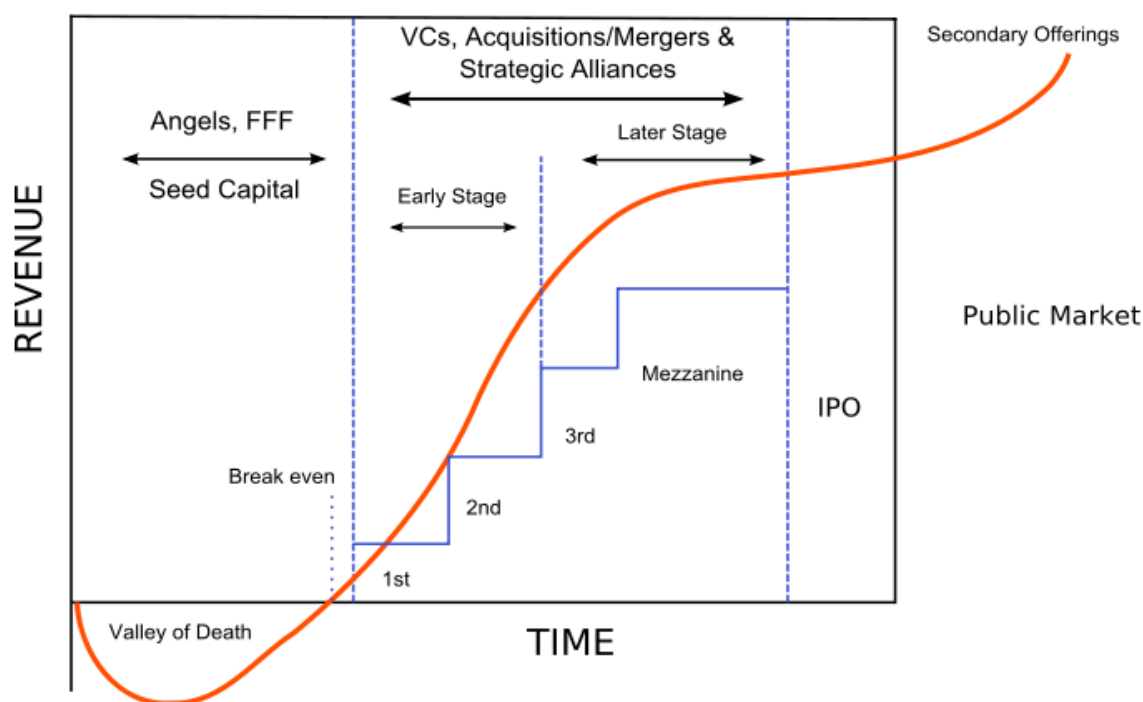 Secondary Offerings
VCs, Acquisitions/Mergers &
Strategic Alliances
Angels, FFF
Seed Capital
Later Stage
Early Stage
REVENUE
Public Market
Mezzanine
IPO
3rd
Break even
2nd
1st
Valley of Death
TIME